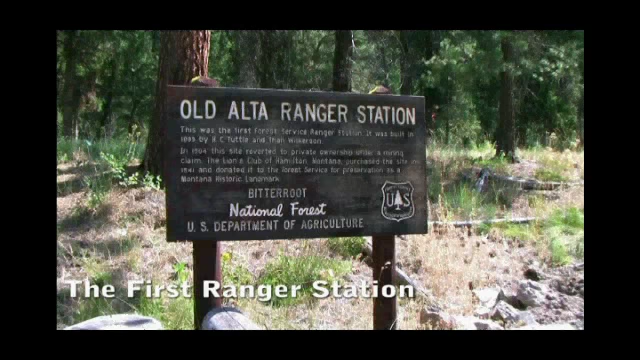 OLD ALTA RANGER STATION
This was the first Forest Service Ranger Station. It was built in
1899 by H C Tuttle and Than Wilkerson.
In 1904 this site reverted to private ownership under a mining
claim. The Lion's Club of Hamilton, Montana, purchased the site in
1941 and donated it to the Forest Service for preservation as a
Montana Historic Landmark.
BITTERROOT
National Forest
U.S. DEPARTMENT OF AGRICULTURE
UAS
The First Ranger Station